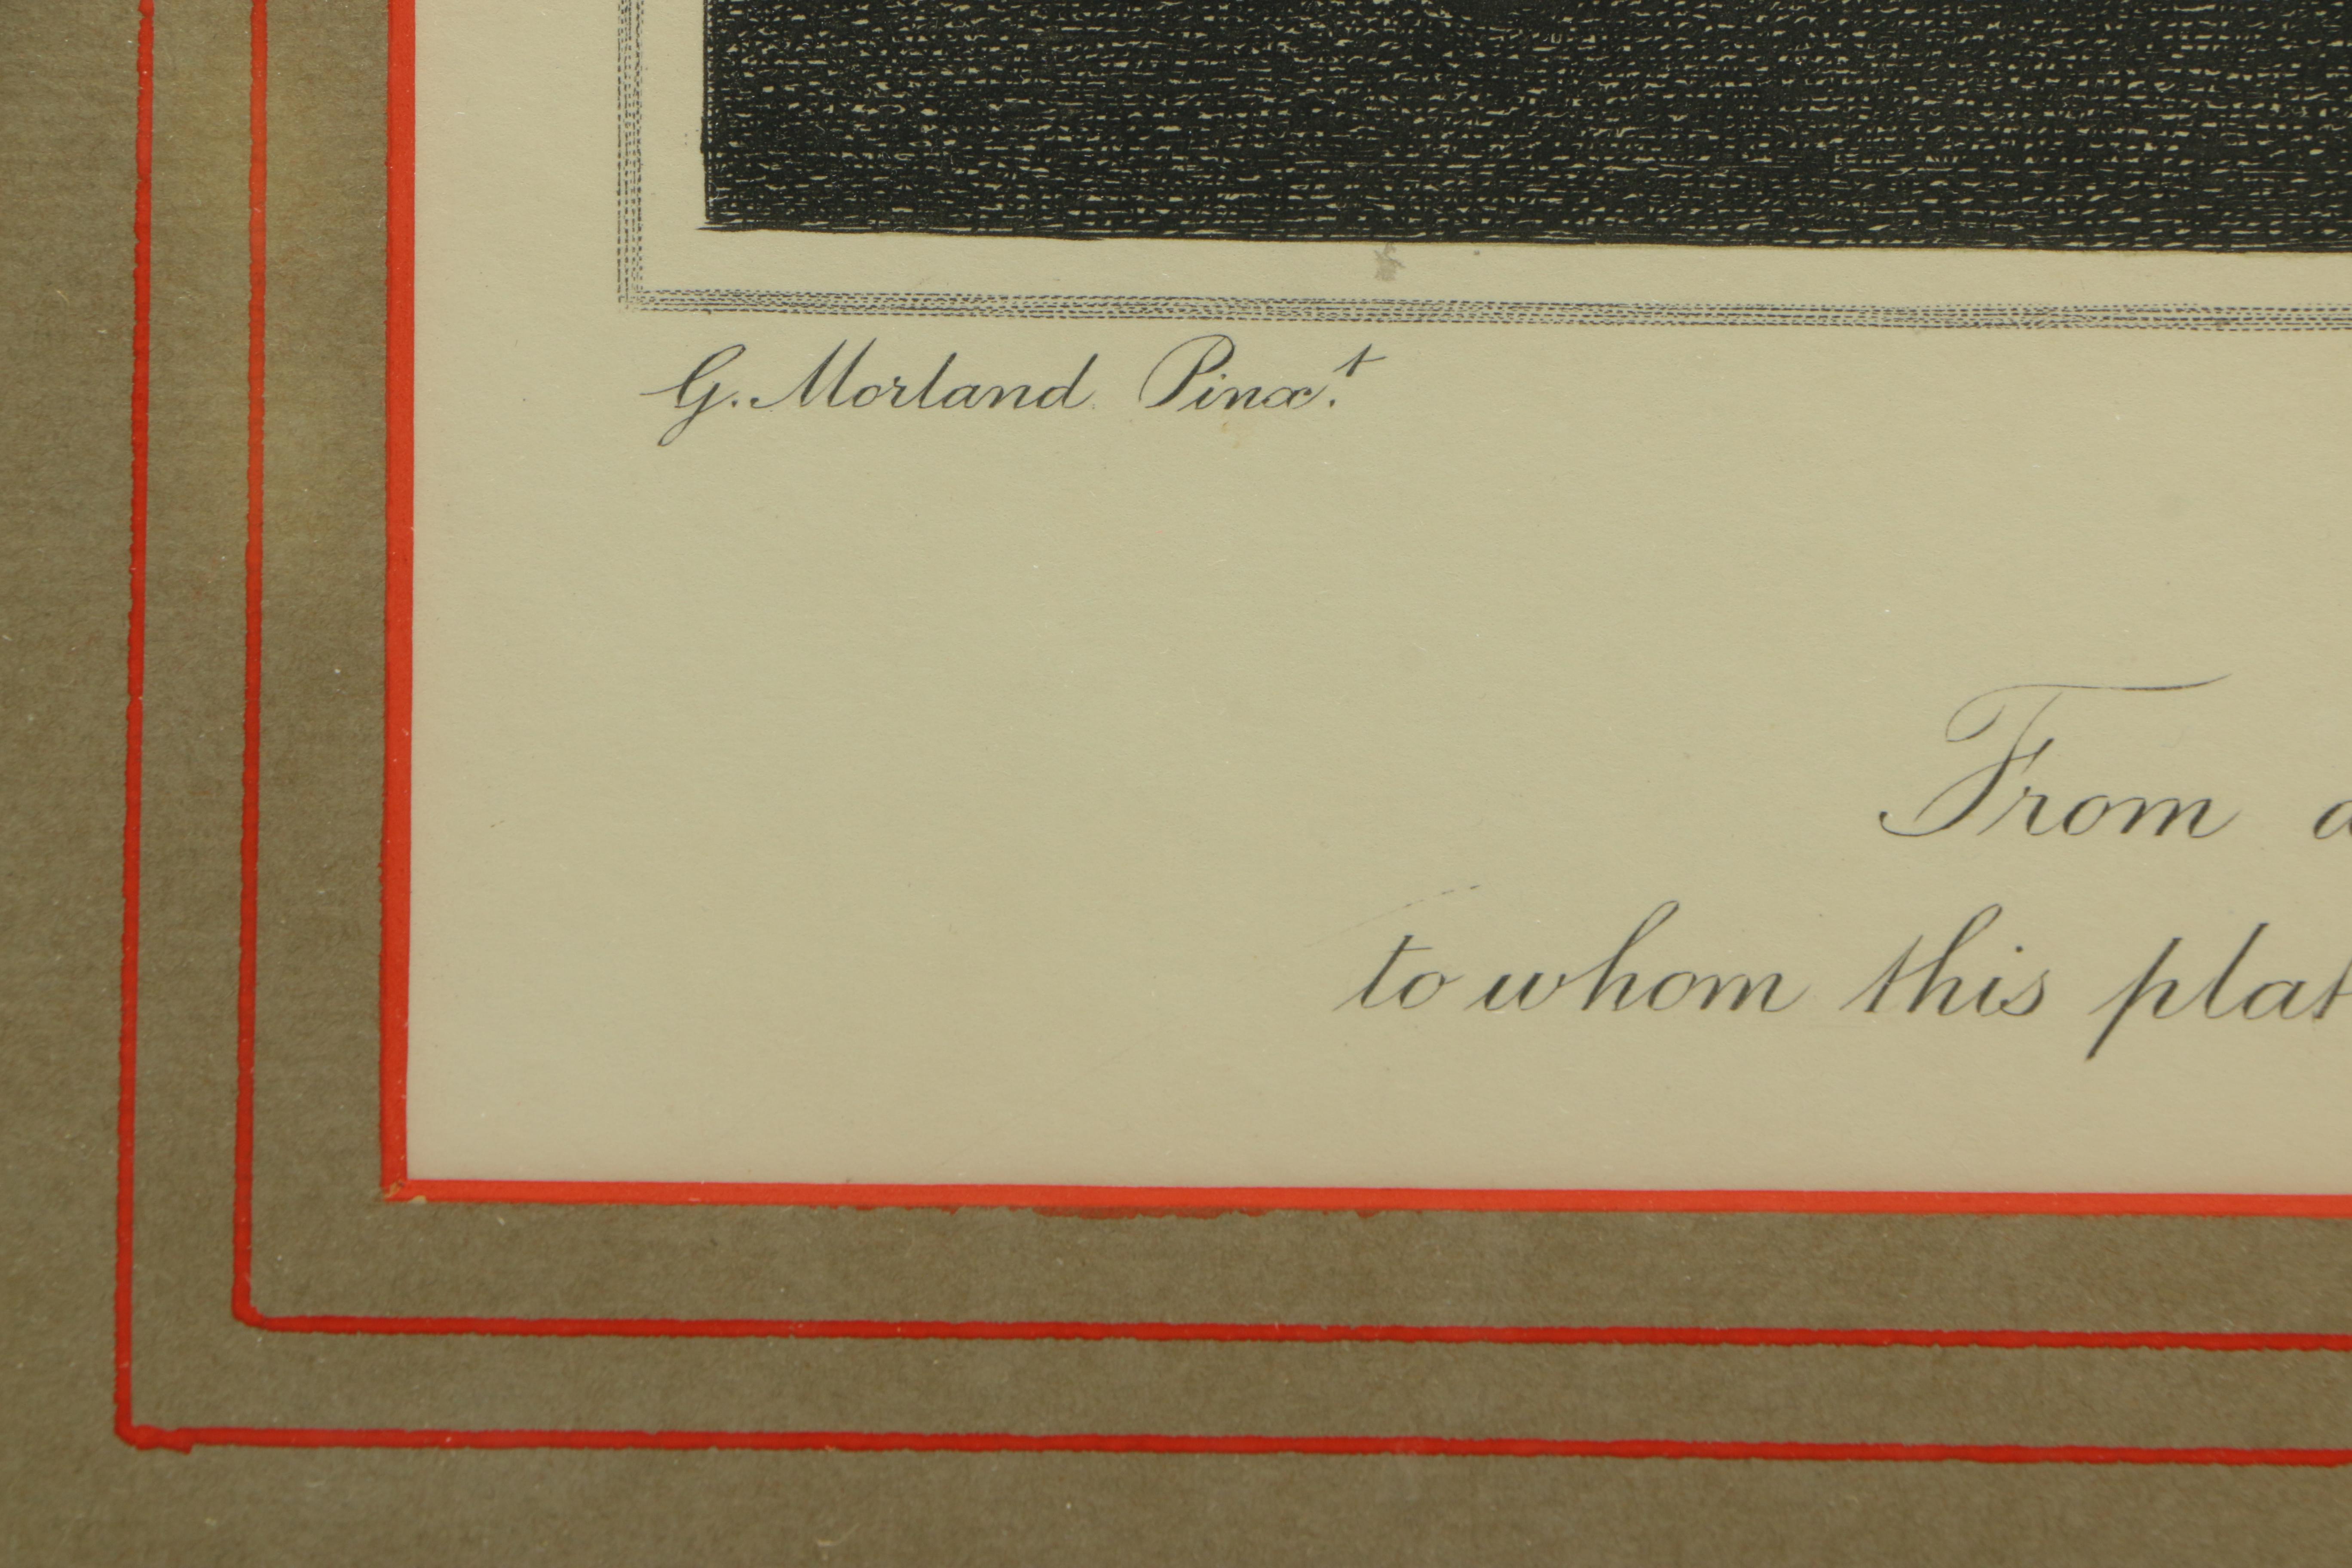 G. Morland Pinx.t
From
to whom this plat